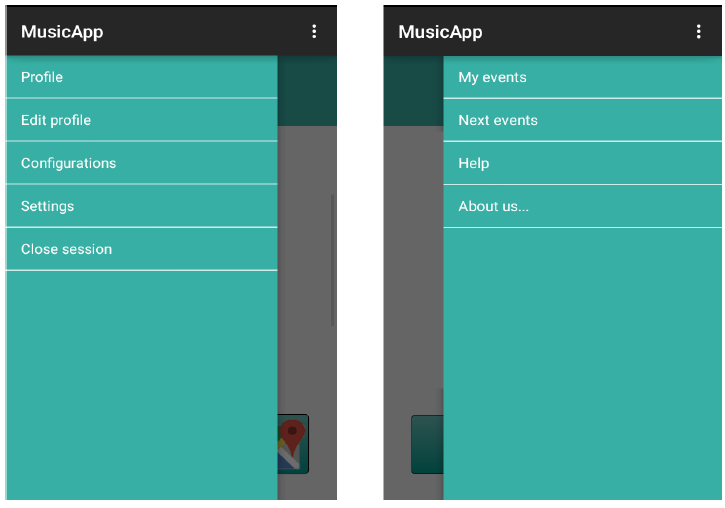 MusicApp
Profile
Edit profile
Configurations
Settings
Close session
MusicApp
My events
Next events
Help
About us...